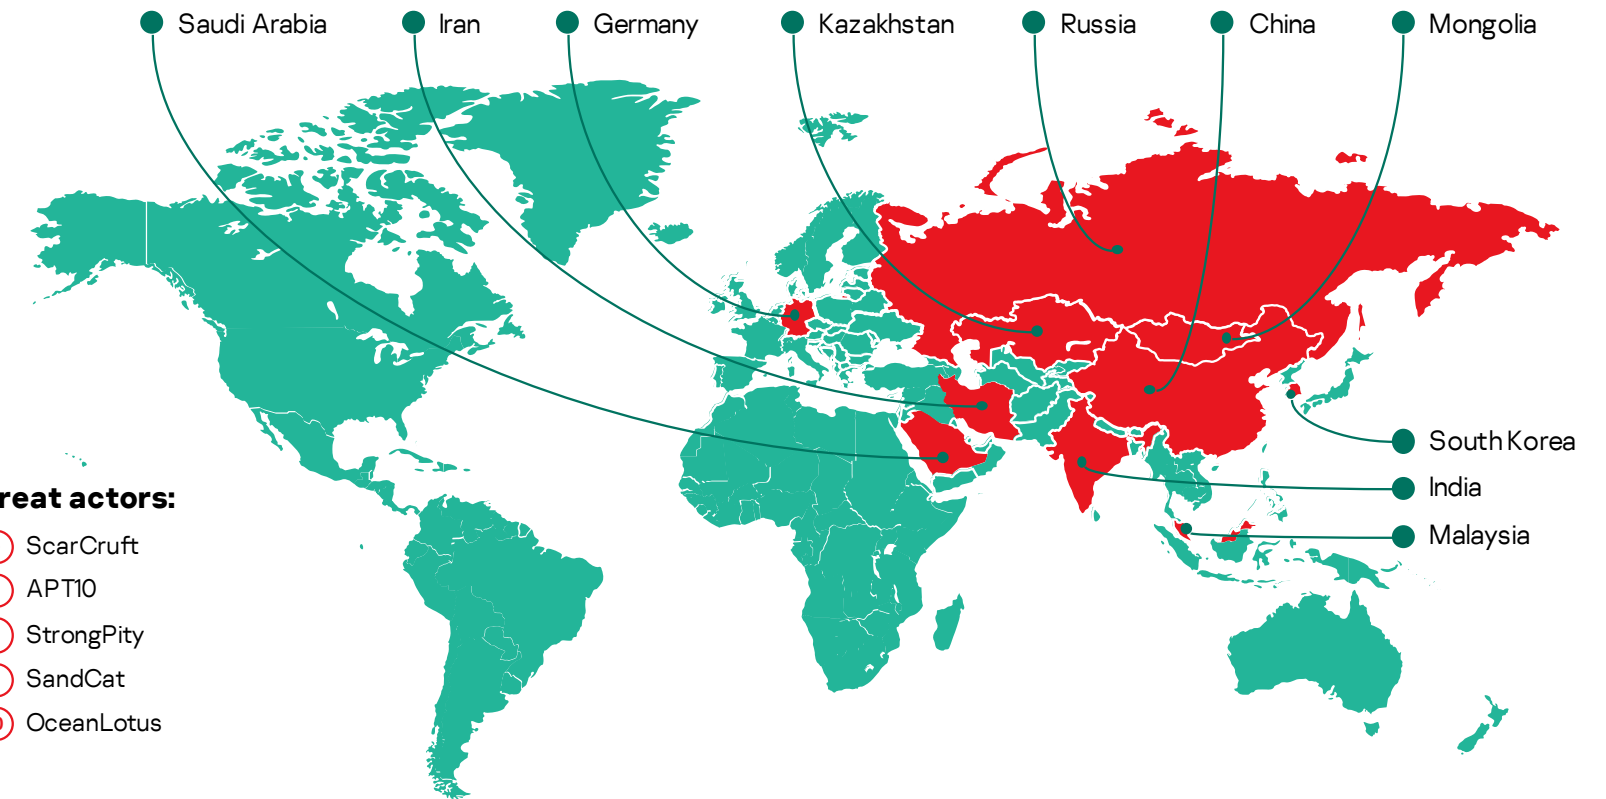 Saudi Arabia
Iran
Germany
Kazakhstan
Russia
China
Mongolia
South Korea
India
Malaysia
reat actors:
ScarCruft
APT10
StrongPity
SandCat
OceanLotus